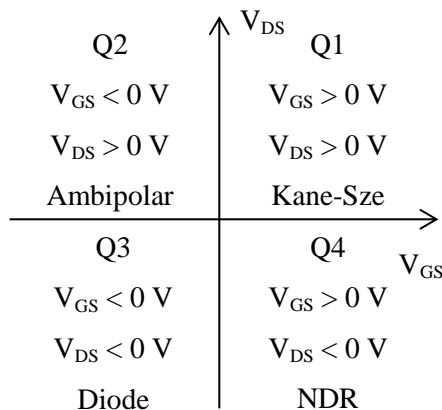 V_DS
Q2
V_GS < 0 V
V_DS > 0 V
Ambipolar
Q1
V_GS > 0 V
V_DS > 0 V
Kane-Sze
V_GS
Q3
V_GS < 0 V
V_DS < 0 V
Diode
Q4
V_GS > 0 V
V_DS < 0 V
NDR